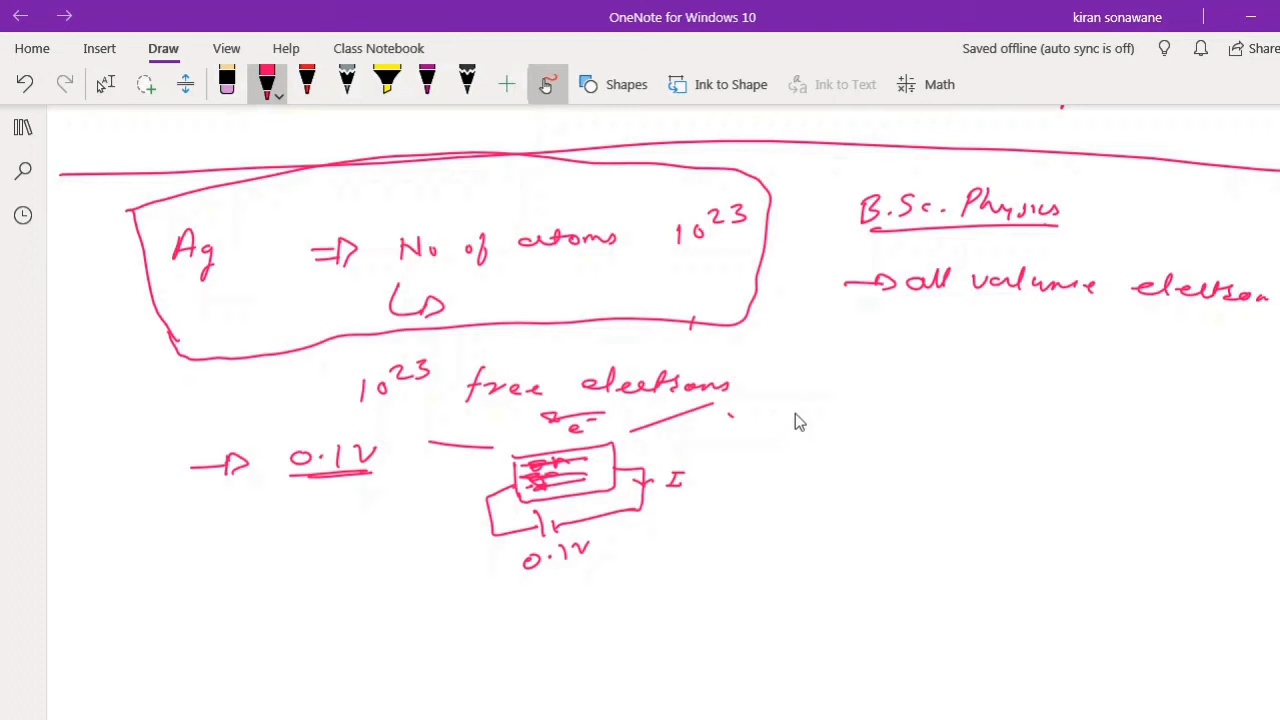 OneNote for Windows 10
kiran sonawane
Home Insert Draw View Help Class Notebook
Saved offline (auto sync is off)
Share
Shapes Ink to Shape Ink to Text Math
Ag ⇒ No of atoms 10²³
B.Sc. Physics
→ all valance electron
10²³ free electrons
e⁻
→ 0.1V
I
0.1V